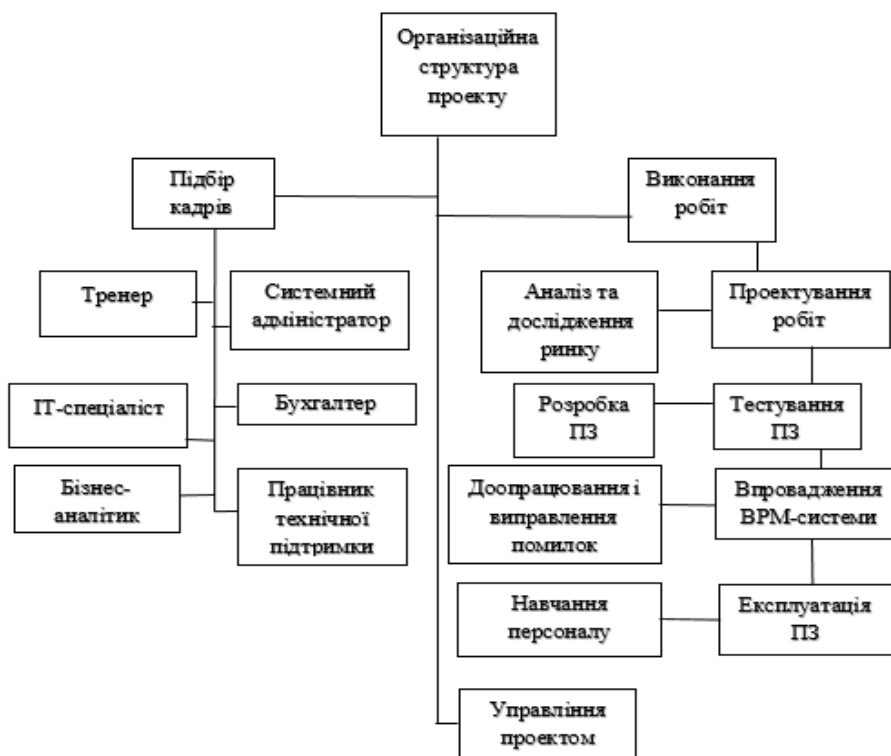 Організаційна
структура
проекту
Підбір
кадрів
Виконання
робіт
Тренер
Системний
адміністратор
Аналіз та
дослідження
ринку
Проектування
робіт
ІТ-спеціаліст
Бухгалтер
Розробка
ПЗ
Тестування
ПЗ
Бізнес-
аналітик
Працівник
технічної
підтримки
Доопрацювання і
виправлення
помилок
Впровадження
BPM-системи
Навчання
персоналу
Експлуатація
ПЗ
Управління
проектом